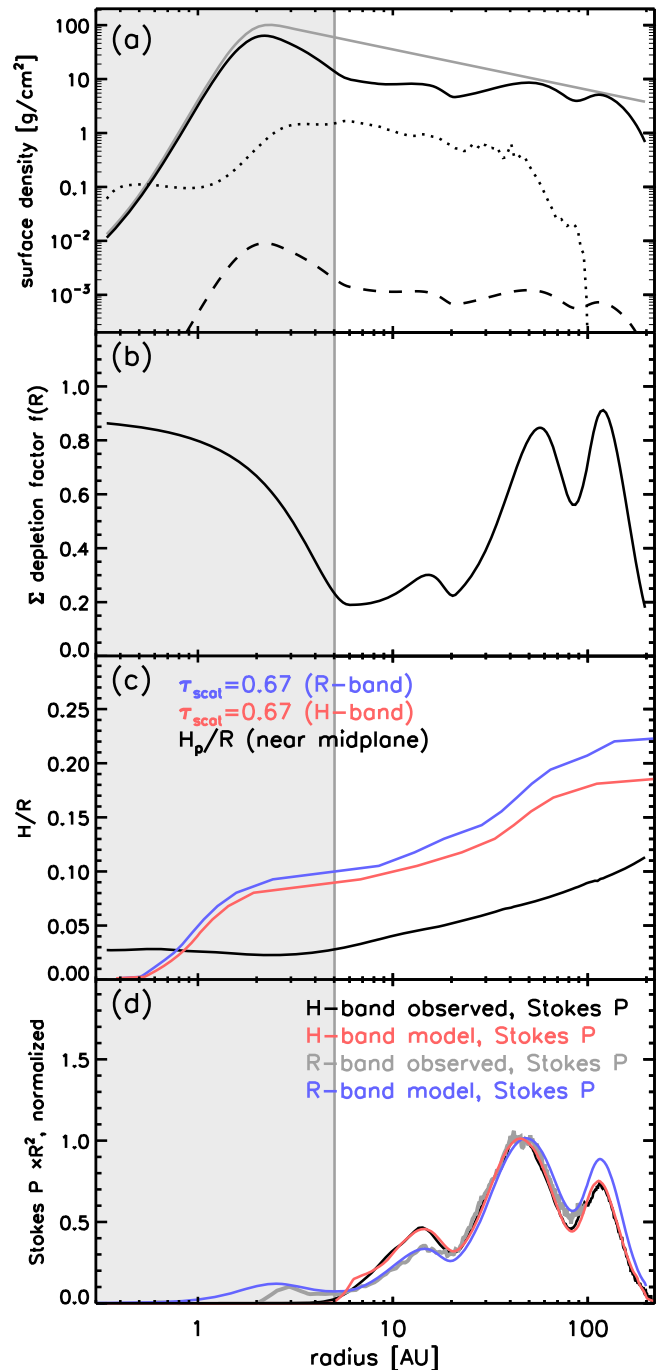 (a)
surface density [g/cm²]
100
10
1
0.1
10⁻²
10⁻³
(b)
Σ depletion factor f(R)
1.0
0.8
0.6
0.4
0.2
0.0
(c)
τscat=0.67 (R-band)
τscat=0.67 (H-band)
Hp/R (near midplane)
H/R
0.25
0.20
0.15
0.10
0.05
0.00
(d)
H-band observed, Stokes P
H-band model, Stokes P
R-band observed, Stokes P
R-band model, Stokes P
Stokes P ×R², normalized
1.5
1.0
0.5
0.0
1 10 100
radius [AU]